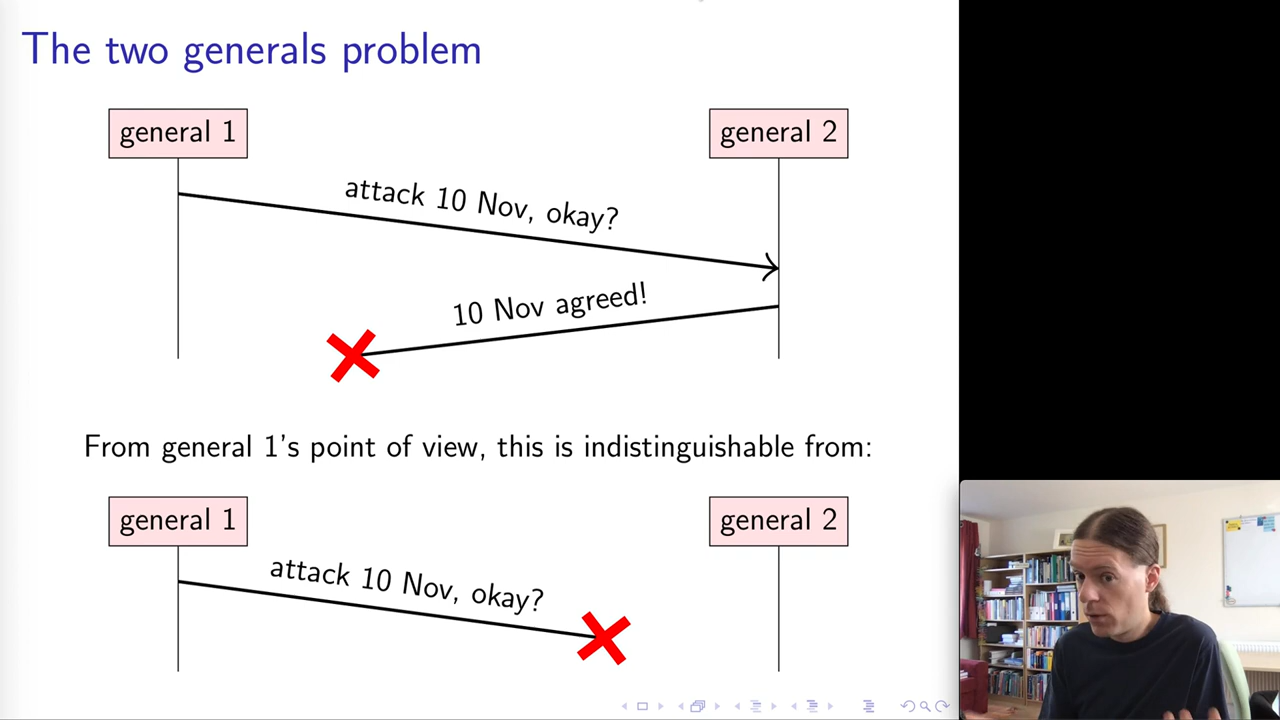 The two generals problem
general 1
general 2
attack 10 Nov, okay?
10 Nov agreed!
From general 1's point of view, this is indistinguishable from:
general 1
general 2
attack 10 Nov, okay?